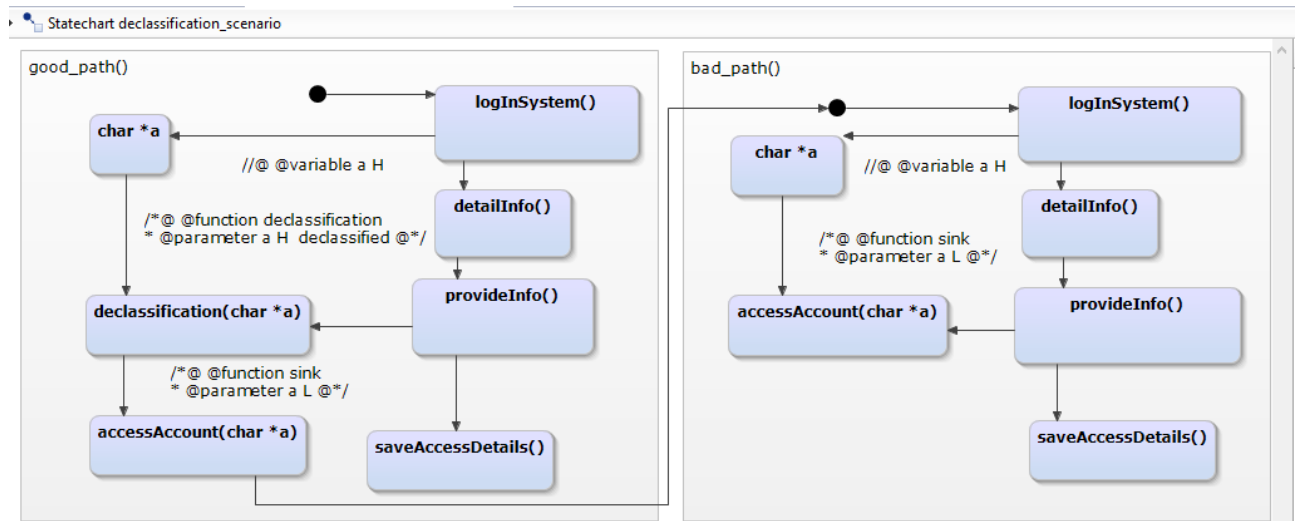 Statechart declassification_scenario
good_path()
logInSystem()
char *a
//@ @variable a H
detailInfo()
/*@ @function declassification
* @parameter a H  declassified @*/
provideInfo()
declassification(char *a)
/*@ @function sink
* @parameter a L @*/
accessAccount(char *a)
saveAccessDetails()
bad_path()
logInSystem()
char *a
//@ @variable a H
detailInfo()
/*@ @function sink
* @parameter a L @*/
provideInfo()
accessAccount(char *a)
saveAccessDetails()